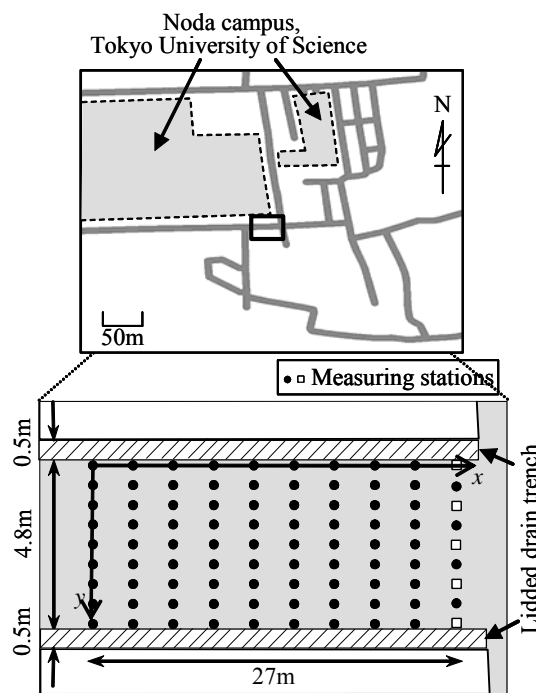 Noda campus,
Tokyo University of Science
N
50m
● □ Measuring stations
0.5m
4.8m
0.5m
x
y
27m
Lidded drain trench